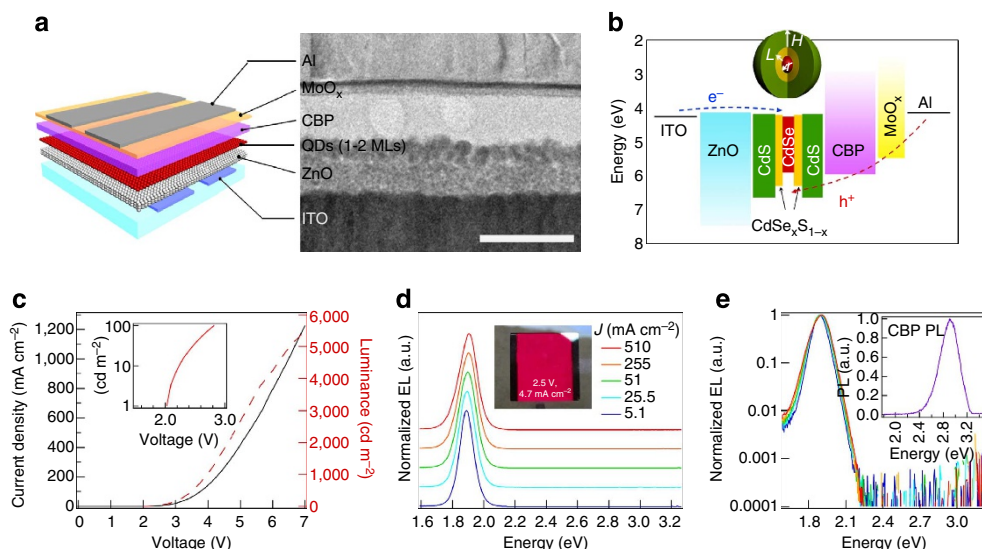 a
Al
MoOx
CBP
QDs (1-2 MLs)
ZnO
ITO
b
Energy (eV)
2
3
4
5
6
7
8
H
L
r
e−
ITO
ZnO
CdS
CdSe
CdS
CBP
MoOx
Al
h+
CdSexS1−x
c
Current density (mA cm−2)
1,200
1,000
800
600
400
200
0
0 1 2 3 4 5 6 7
Voltage (V)
6,000
5,000
4,000
3,000
2,000
1,000
0
Luminance (cd m−2)
(cd m−2)
100
10
1
2.0 3.0
Voltage (V)
d
Normalized EL (a.u.)
J (mA cm−2)
510
255
51
25.5
5.1
2.5 V,
4.7 mA cm−2
1.6 1.8 2.0 2.2 2.4 2.6 2.8 3.0 3.2
Energy (eV)
e
Normalized EL (a.u.)
1
0.1
0.01
0.001
0.0001
1.8 2.1 2.4 2.7 3.0
Energy (eV)
CBP PL
PL (a.u.)
1.0
0.8
0.6
0.4
0.2
0.0
2.0 2.4 2.8 3.2
Energy (eV)